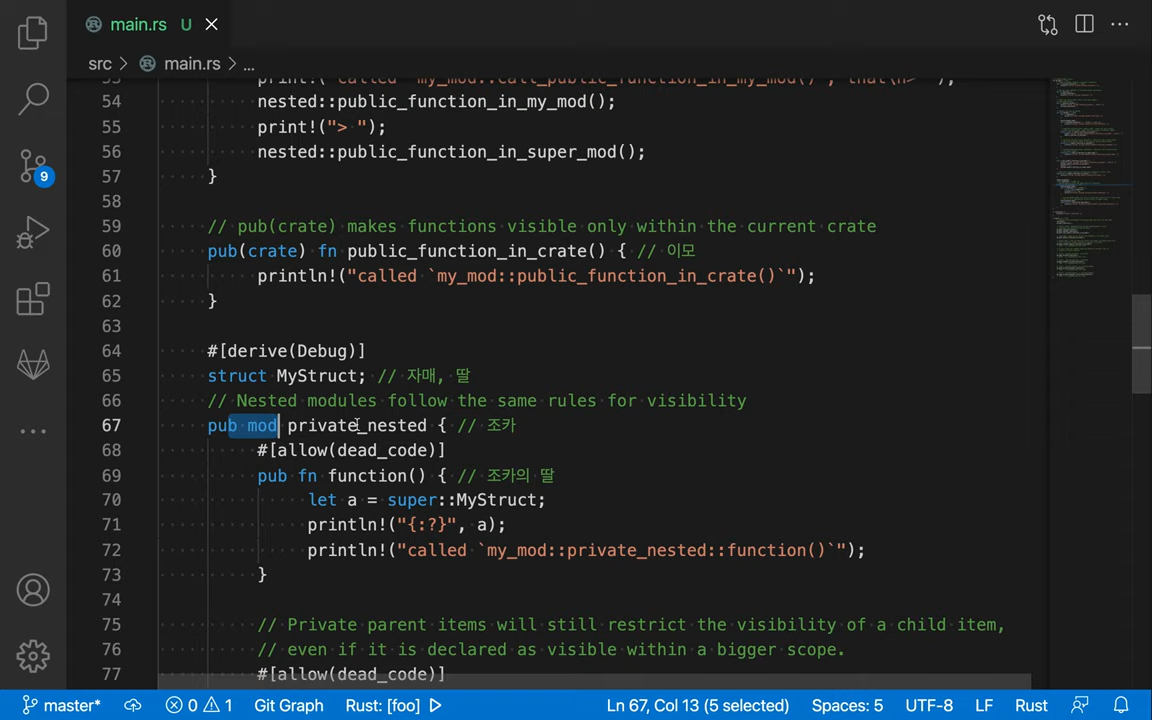 main.rs U
src > main.rs > ...
print!("called `my_mod::call_public_function_in_my_mod()`, that\n> ");
54 nested::public_function_in_my_mod();
55 print!("> ");
56 nested::public_function_in_super_mod();
57 }
58
59 // pub(crate) makes functions visible only within the current crate
60 pub(crate) fn public_function_in_crate() { // 이모
61 println!("called `my_mod::public_function_in_crate()`");
62 }
63
64 #[derive(Debug)]
65 struct MyStruct; // 자매, 딸
66 // Nested modules follow the same rules for visibility
67 pub mod private_nested { // 조카
68 #[allow(dead_code)]
69 pub fn function() { // 조카의 딸
70 let a = super::MyStruct;
71 println!("{:?}", a);
72 println!("called `my_mod::private_nested::function()`");
73 }
74
75 // Private parent items will still restrict the visibility of a child item,
76 // even if it is declared as visible within a bigger scope.
77 #[allow(dead_code)]
9
master* 0 1 Git Graph Rust: [foo] Ln 67, Col 13 (5 selected) Spaces: 5 UTF-8 LF Rust